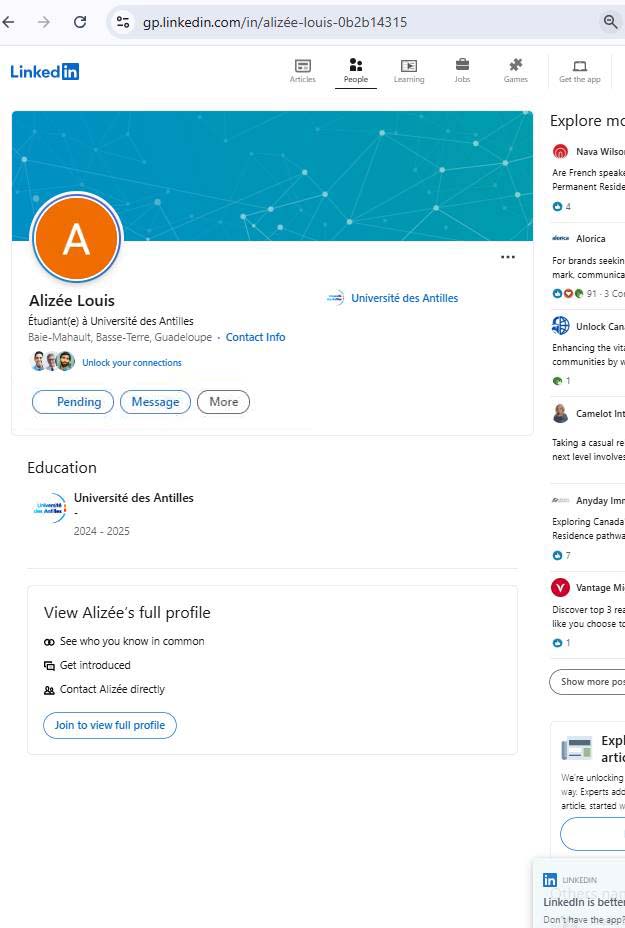 gp.linkedin.com/in/alizée-louis-0b2b14315
Linkedin
Articles
People
Learning
Jobs
Games
Get the app
A
Alizée Louis
Étudiant(e) à Université des Antilles
Baie-Mahault, Basse-Terre, Guadeloupe · Contact Info
Unlock your connections
Pending
Message
More
Université des Antilles
Education
Université des Antilles
Université des Antilles
-
2024 - 2025
View Alizée's full profile
See who you know in common
Get introduced
Contact Alizée directly
Join to view full profile
Explore mo
Nava Wilson
Are French speake
Permanent Reside
4
alorica
Alorica
For brands seekin
mark, communica
91 · 3 Co
Unlock Can
Enhancing the vita
communities by w
1
Camelot Int
Taking a casual re
next level involves
Anyday Imm
Exploring Canada'
Residence pathwa
7
Vantage Mi
Discover top 3 rea
like you choose to
1
Show more pos
Expl
artic
We're unlocking
way. Experts add
article, started w
in LINKEDIN
LinkedIn is better
Don't have the app?